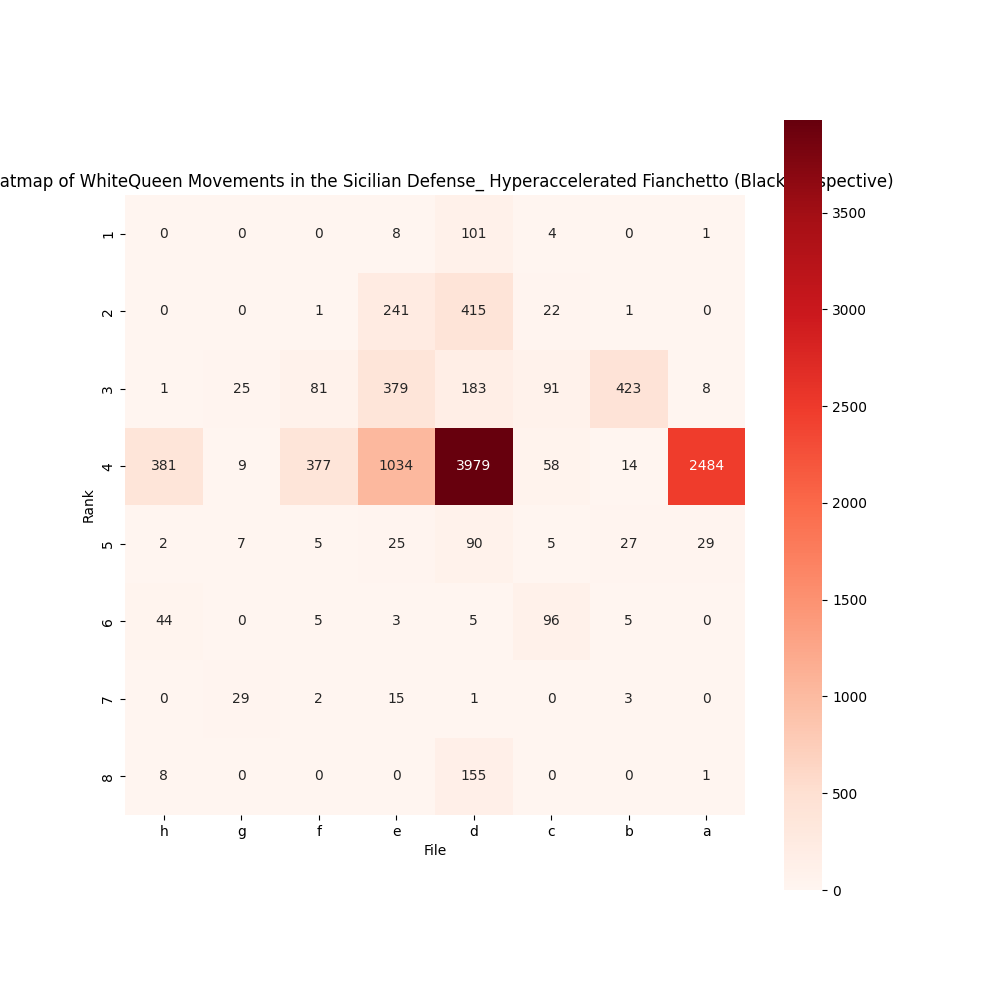 atmap of WhiteQueen Movements in the Sicilian Defense_ Hyperaccelerated Fianchetto (Black spective)
1 0 0 0 8 101 4 0 1
2 0 0 1 241 415 22 1 0
3 1 25 81 379 183 91 423 8
4 381 9 377 1034 3979 58 14 2484
5 2 7 5 25 90 5 27 29
6 44 0 5 3 5 96 5 0
7 0 29 2 15 1 0 3 0
8 8 0 0 0 155 0 0 1
h g f e d c b a
File
Rank
3500
3000
2500
2000
1500
1000
500
0